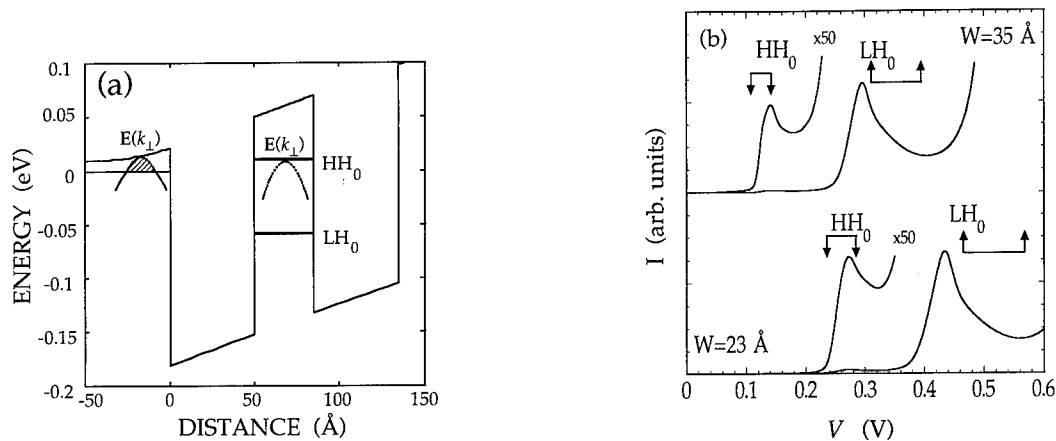 (a)
ENERGY (eV)
0.1
0.05
0
-0.05
-0.1
-0.15
-0.2
E(k⊥)
E(k⊥)
HH0
LH0
-50
0
50
100
150
DISTANCE (Å)
(b)
I (arb. units)
HH0
x50
LH0
W=35 Å
HH0
x50
LH0
W=23 Å
0
0.1
0.2
0.3
0.4
0.5
0.6
V (V)